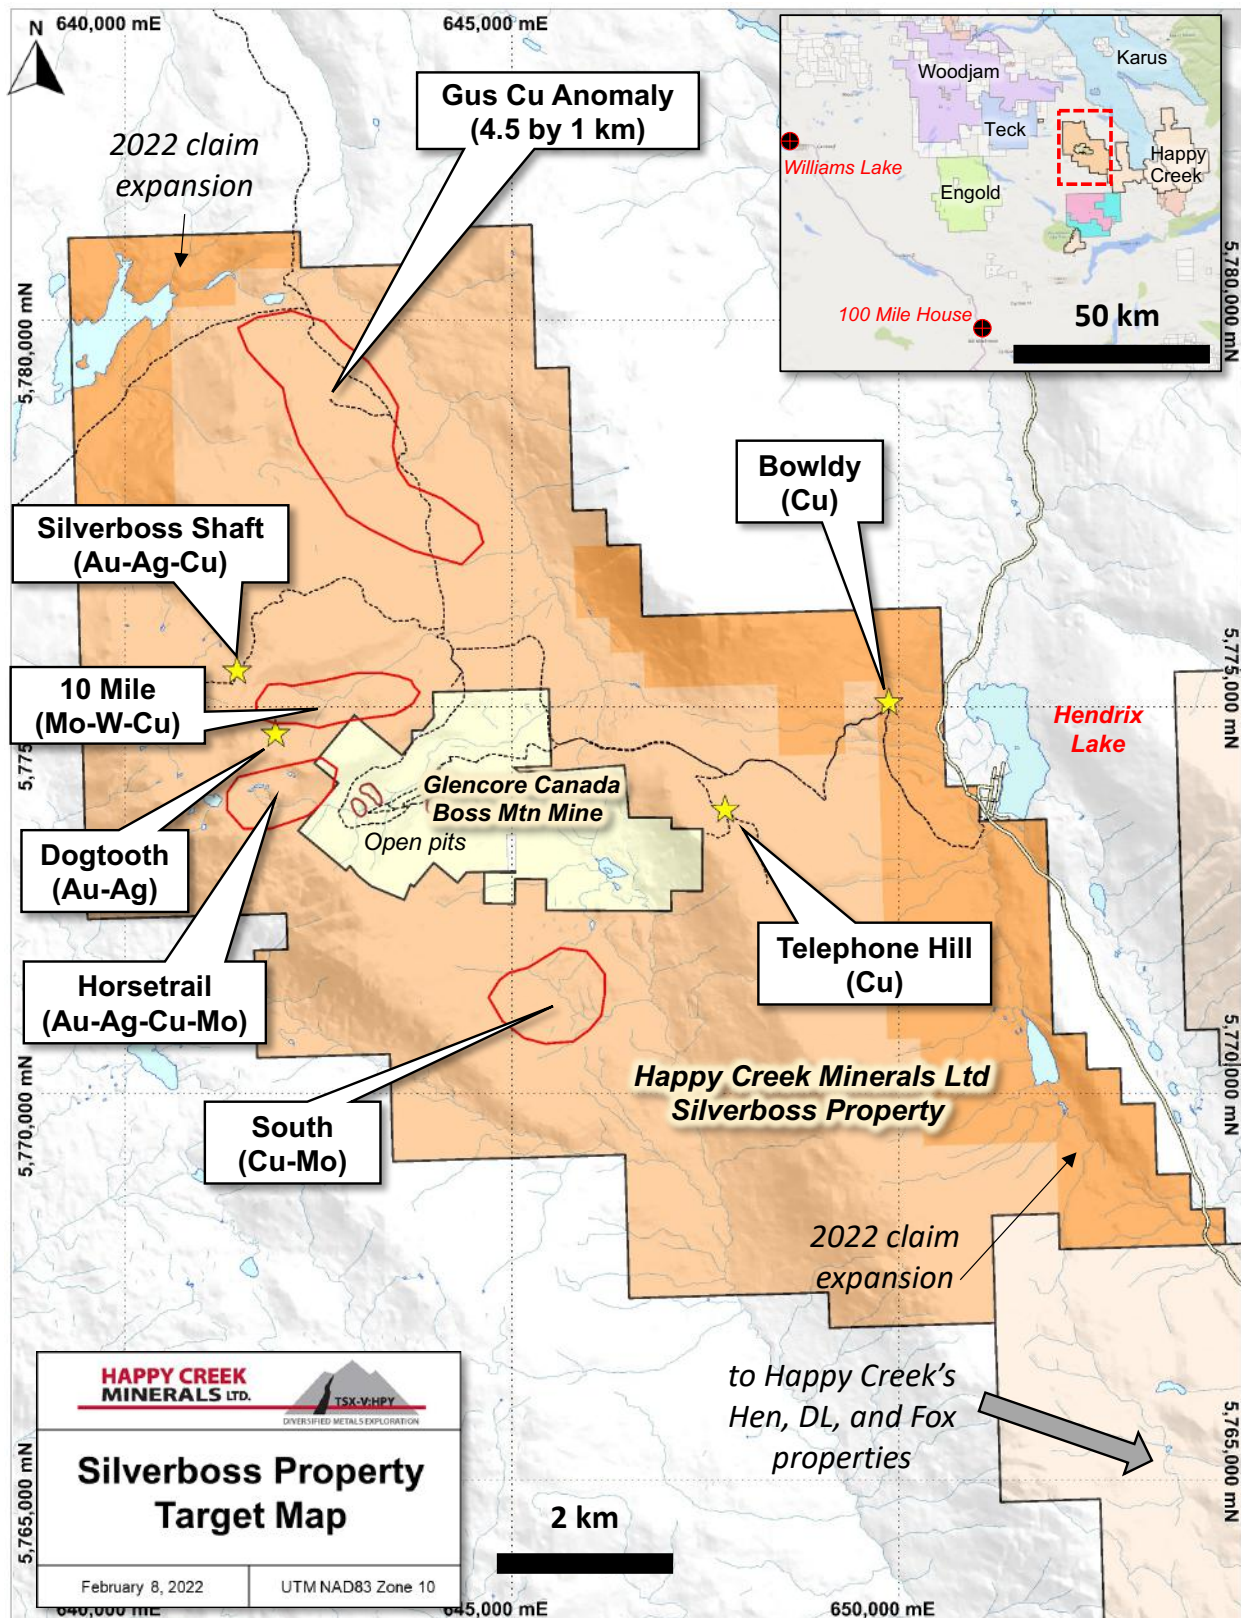 640,000 mE
645,000 mE
N
Gus Cu Anomaly
(4.5 by 1 km)
2022 claim
expansion
Woodjam
Karus
Teck
Williams Lake
Happy
Creek
Engold
100 Mile House
50 km
5,780,000 mN
5,780,000 mN
Bowldy
(Cu)
Silverboss Shaft
(Au-Ag-Cu)
10 Mile
(Mo-W-Cu)
5,775,000 mN
Hendrix
Lake
Glencore Canada
Boss Mtn Mine
Open pits
Dogtooth
(Au-Ag)
Telephone Hill
(Cu)
Horsetrail
(Au-Ag-Cu-Mo)
5,770,000 mN
5,770,000 mN
Happy Creek Minerals Ltd
Silverboss Property
South
(Cu-Mo)
2022 claim
expansion
to Happy Creek's
Hen, DL, and Fox
properties
HAPPY CREEK
MINERALS LTD.
TSX-V:HPY
DIVERSIFIED METALS EXPLORATION
Silverboss Property
Target Map
2 km
5,765,000 mN
5,765,000 mN
February 8, 2022
UTM NAD83 Zone 10
640,000 mE
645,000 mE
650,000 mE